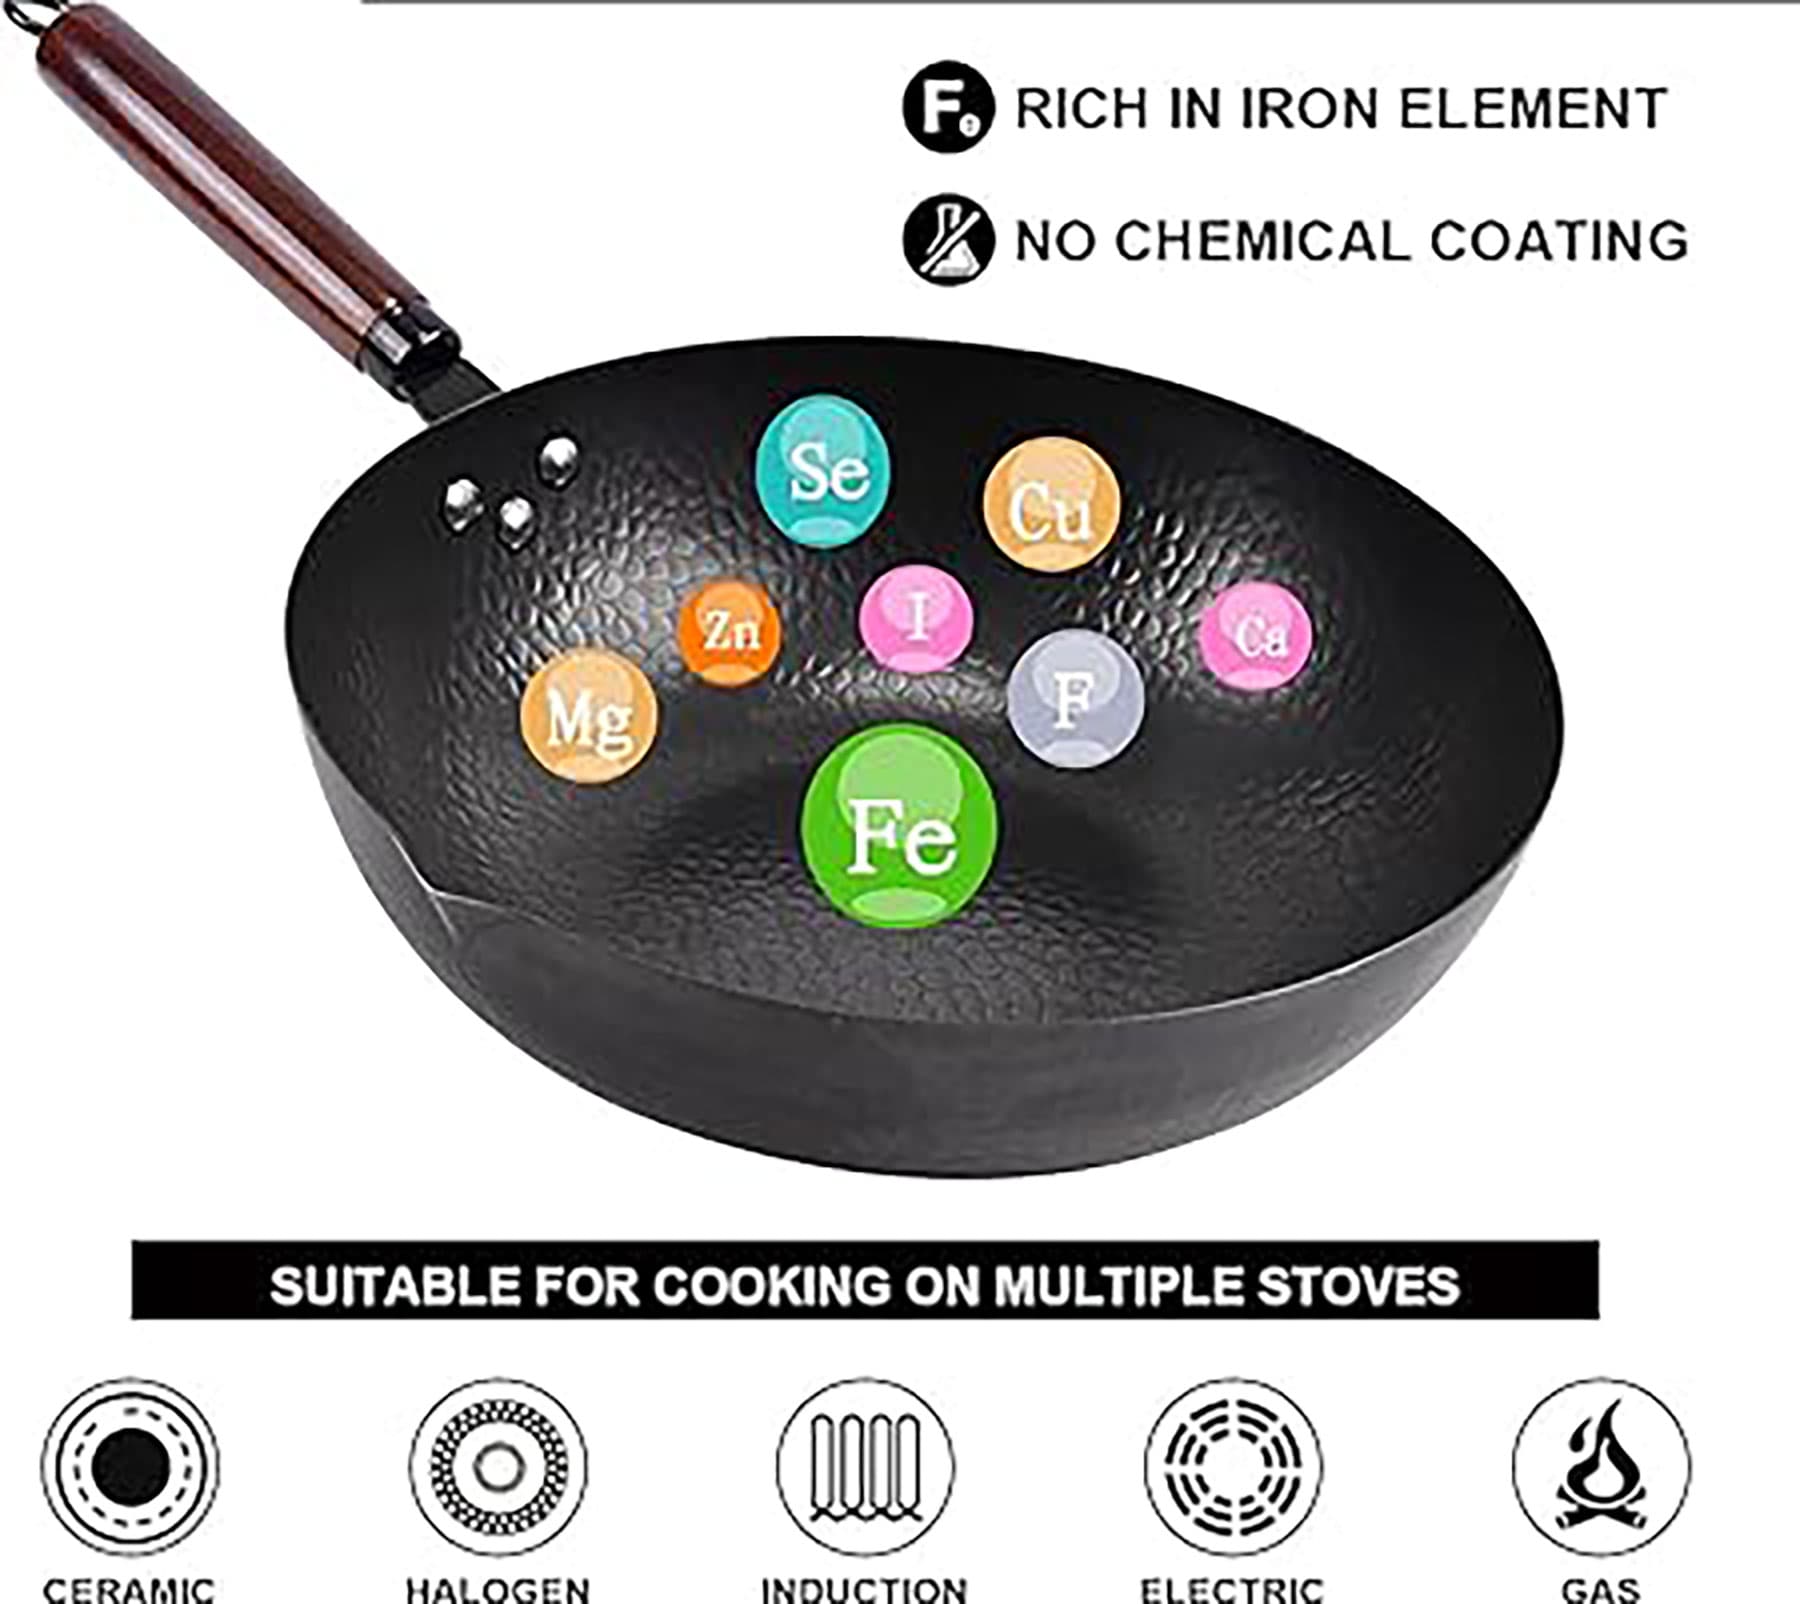 Fe RICH IN IRON ELEMENT
NO CHEMICAL COATING
Se
Cu
Zn
I
Ca
Mg
F
Fe
SUITABLE FOR COOKING ON MULTIPLE STOVES
CERAMIC HALOGEN INDUCTION ELECTRIC GAS